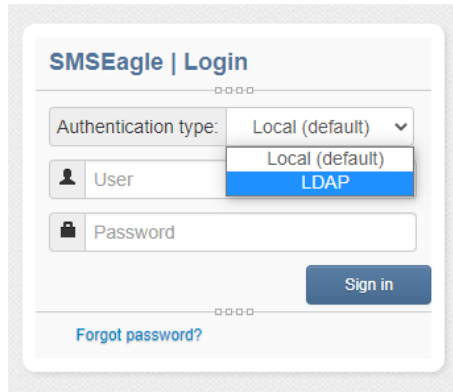 SMSEagle | Login
Authentication type: Local (default)
Local (default)
User
LDAP
Password
Sign in
Forgot password?